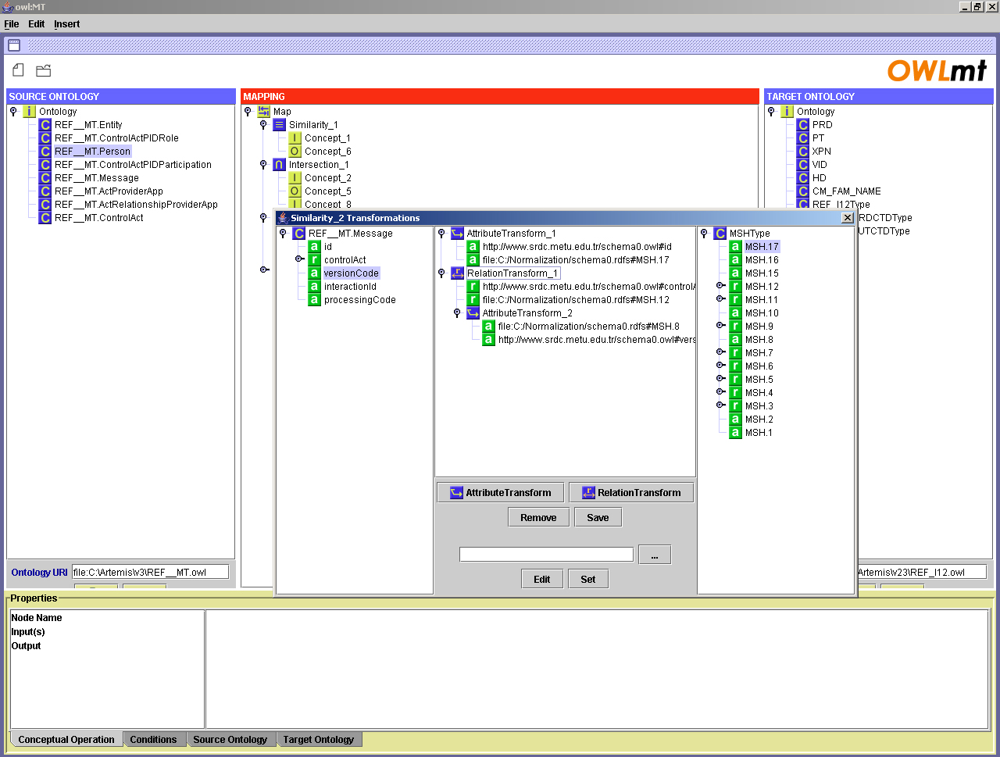 owl:MT
File Edit Insert
OWLmt
SOURCE ONTOLOGY
Ontology
REF__MT.Entity
REF__MT.ControlActPIDRole
REF__MT.Person
REF__MT.ControlActPIDParticipation
REF__MT.Message
REF__MT.ActProviderApp
REF__MT.ActRelationshipProviderApp
REF__MT.ControlAct
Ontology URI file:C:\Artemis\v3\REF__MT.owl
MAPPING
Map
Similarity_1
Concept_1
Concept_6
Intersection_1
Concept_2
Concept_5
Concept_8
TARGET ONTOLOGY
Ontology
PRD
PT
XPN
VID
HD
CM_FAM_NAME
REF_I12Type
RDCTDType
UTCTDType
Artemis\v23\REF_I12.owl
Similarity_2 Transformations
REF__MT.Message
id
controlAct
versionCode
interactionId
processingCode
AttributeTransform_1
http://www.srdc.metu.edu.tr/schema0.owl#id
file:C:/Normalization/schema0.rdfs#MSH.17
RelationTransform_1
http://www.srdc.metu.edu.tr/schema0.owl#control
file:C:/Normalization/schema0.rdfs#MSH.12
AttributeTransform_2
file:C:/Normalization/schema0.rdfs#MSH.8
http://www.srdc.metu.edu.tr/schema0.owl#vers
AttributeTransform RelationTransform
Remove Save
...
Edit Set
MSHType
MSH.17
MSH.16
MSH.15
MSH.12
MSH.11
MSH.10
MSH.9
MSH.8
MSH.7
MSH.6
MSH.5
MSH.4
MSH.3
MSH.2
MSH.1
Properties
Node Name
Input(s)
Output
Conceptual Operation Conditions Source Ontology Target Ontology